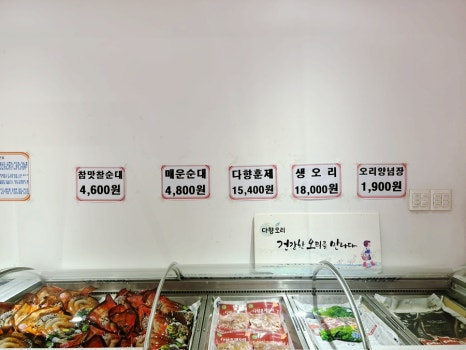 참맛찰순대
4,600원
매운순대
4,800원
다향훈제
15,400원
생 오 리
18,000원
오리양념장
1,900원
다향오리
건강한 오리를 만나다